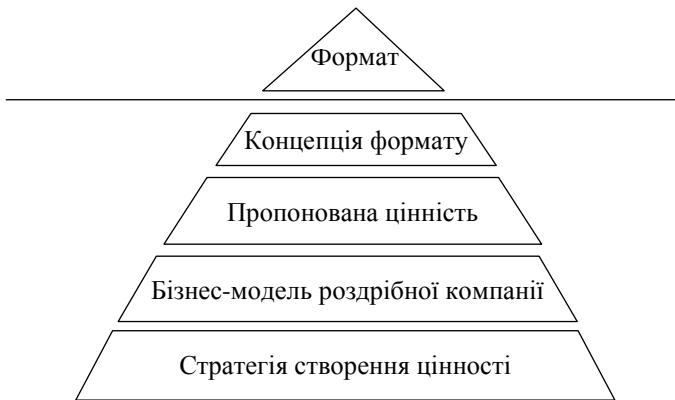 Формат
Концепція формату
Пропонована цінність
Бізнес-модель роздрібної компанії
Стратегія створення цінності